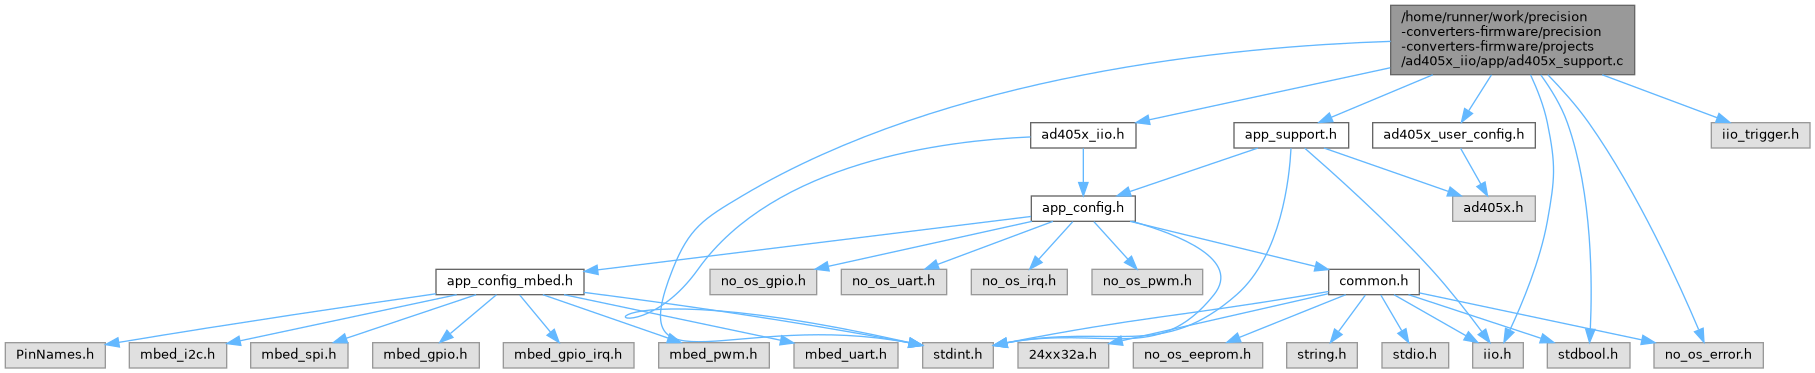 /home/runner/work/precision
-converters-firmware/precision
-converters-firmware/projects
/ad405x_iio/app/ad405x_support.c
ad405x_iio.h
app_support.h
ad405x_user_config.h
iio_trigger.h
app_config.h
ad405x.h
app_config_mbed.h
no_os_gpio.h
no_os_uart.h
no_os_irq.h
no_os_pwm.h
common.h
PinNames.h
mbed_i2c.h
mbed_spi.h
mbed_gpio.h
mbed_gpio_irq.h
mbed_pwm.h
mbed_uart.h
stdint.h
24xx32a.h
no_os_eeprom.h
string.h
stdio.h
iio.h
stdbool.h
no_os_error.h